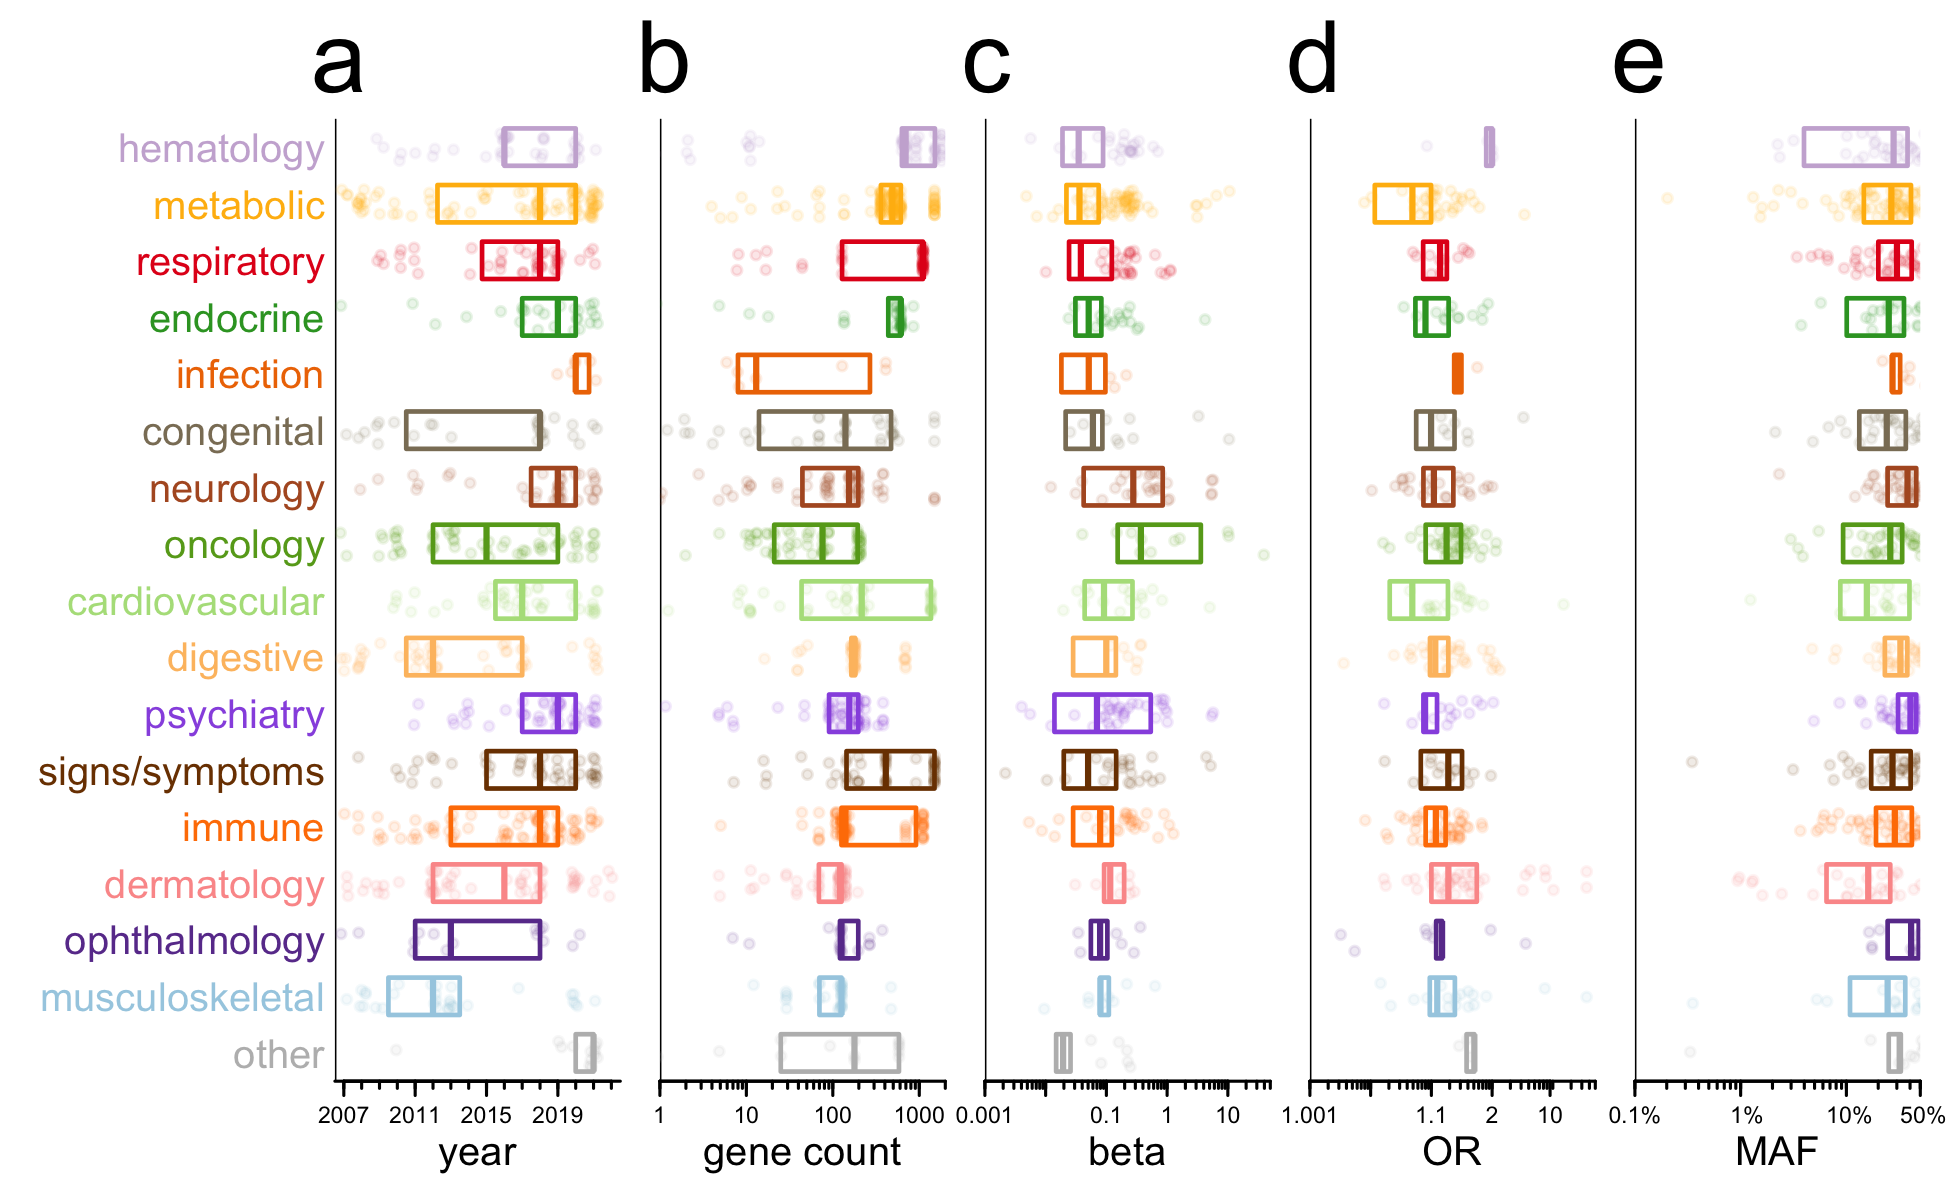 a b c d e
hematology
metabolic
respiratory
endocrine
infection
congenital
neurology
oncology
cardiovascular
digestive
psychiatry
signs/symptoms
immune
dermatology
ophthalmology
musculoskeletal
other
2007 2011 2015 2019 1 10 100 1000 0.001 0.1 1 10 1.001 1.1 2 10 0.1% 1% 10% 50%
year gene count beta OR MAF